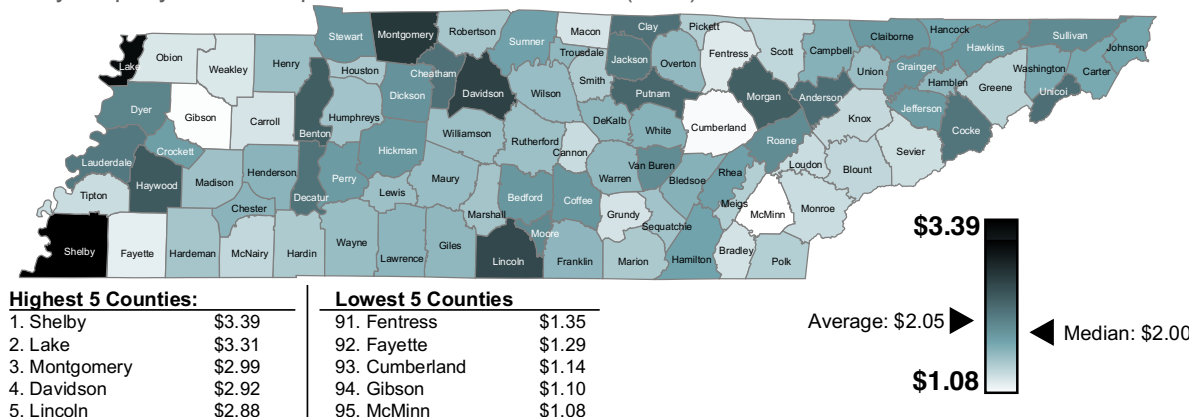 Stewart
Montgomery
Robertson
Sumner
Macon
Clay
Pickett
Fentress
Scott
Campbell
Claiborne
Hancock
Hawkins
Sullivan
Johnson
Lake
Obion
Weakley
Henry
Houston
Cheatham
Trousdale
Jackson
Overton
Union
Grainger
Hamblen
Washington
Carter
Unicoi
Greene
Dyer
Gibson
Carroll
Benton
Humphreys
Dickson
Davidson
Wilson
Smith
Putnam
Morgan
Anderson
Jefferson
Cocke
Lauderdale
Crockett
Haywood
Madison
Henderson
Decatur
Perry
Hickman
Williamson
Rutherford
Cannon
DeKalb
White
Cumberland
Roane
Knox
Sevier
Tipton
Chester
Lewis
Maury
Marshall
Bedford
Coffee
Warren
Van Buren
Bledsoe
Rhea
Meigs
Loudon
Blount
Monroe
McMinn
Shelby
Fayette
Hardeman
McNairy
Hardin
Wayne
Lawrence
Giles
Lincoln
Moore
Franklin
Grundy
Sequatchie
Marion
Hamilton
Bradley
Polk
$3.39
Average: $2.05
Median: $2.00
$1.08
Highest 5 Counties:
1. Shelby $3.39
2. Lake $3.31
3. Montgomery $2.99
4. Davidson $2.92
5. Lincoln $2.88
Lowest 5 Counties
91. Fentress $1.35
92. Fayette $1.29
93. Cumberland $1.14
94. Gibson $1.10
95. McMinn $1.08